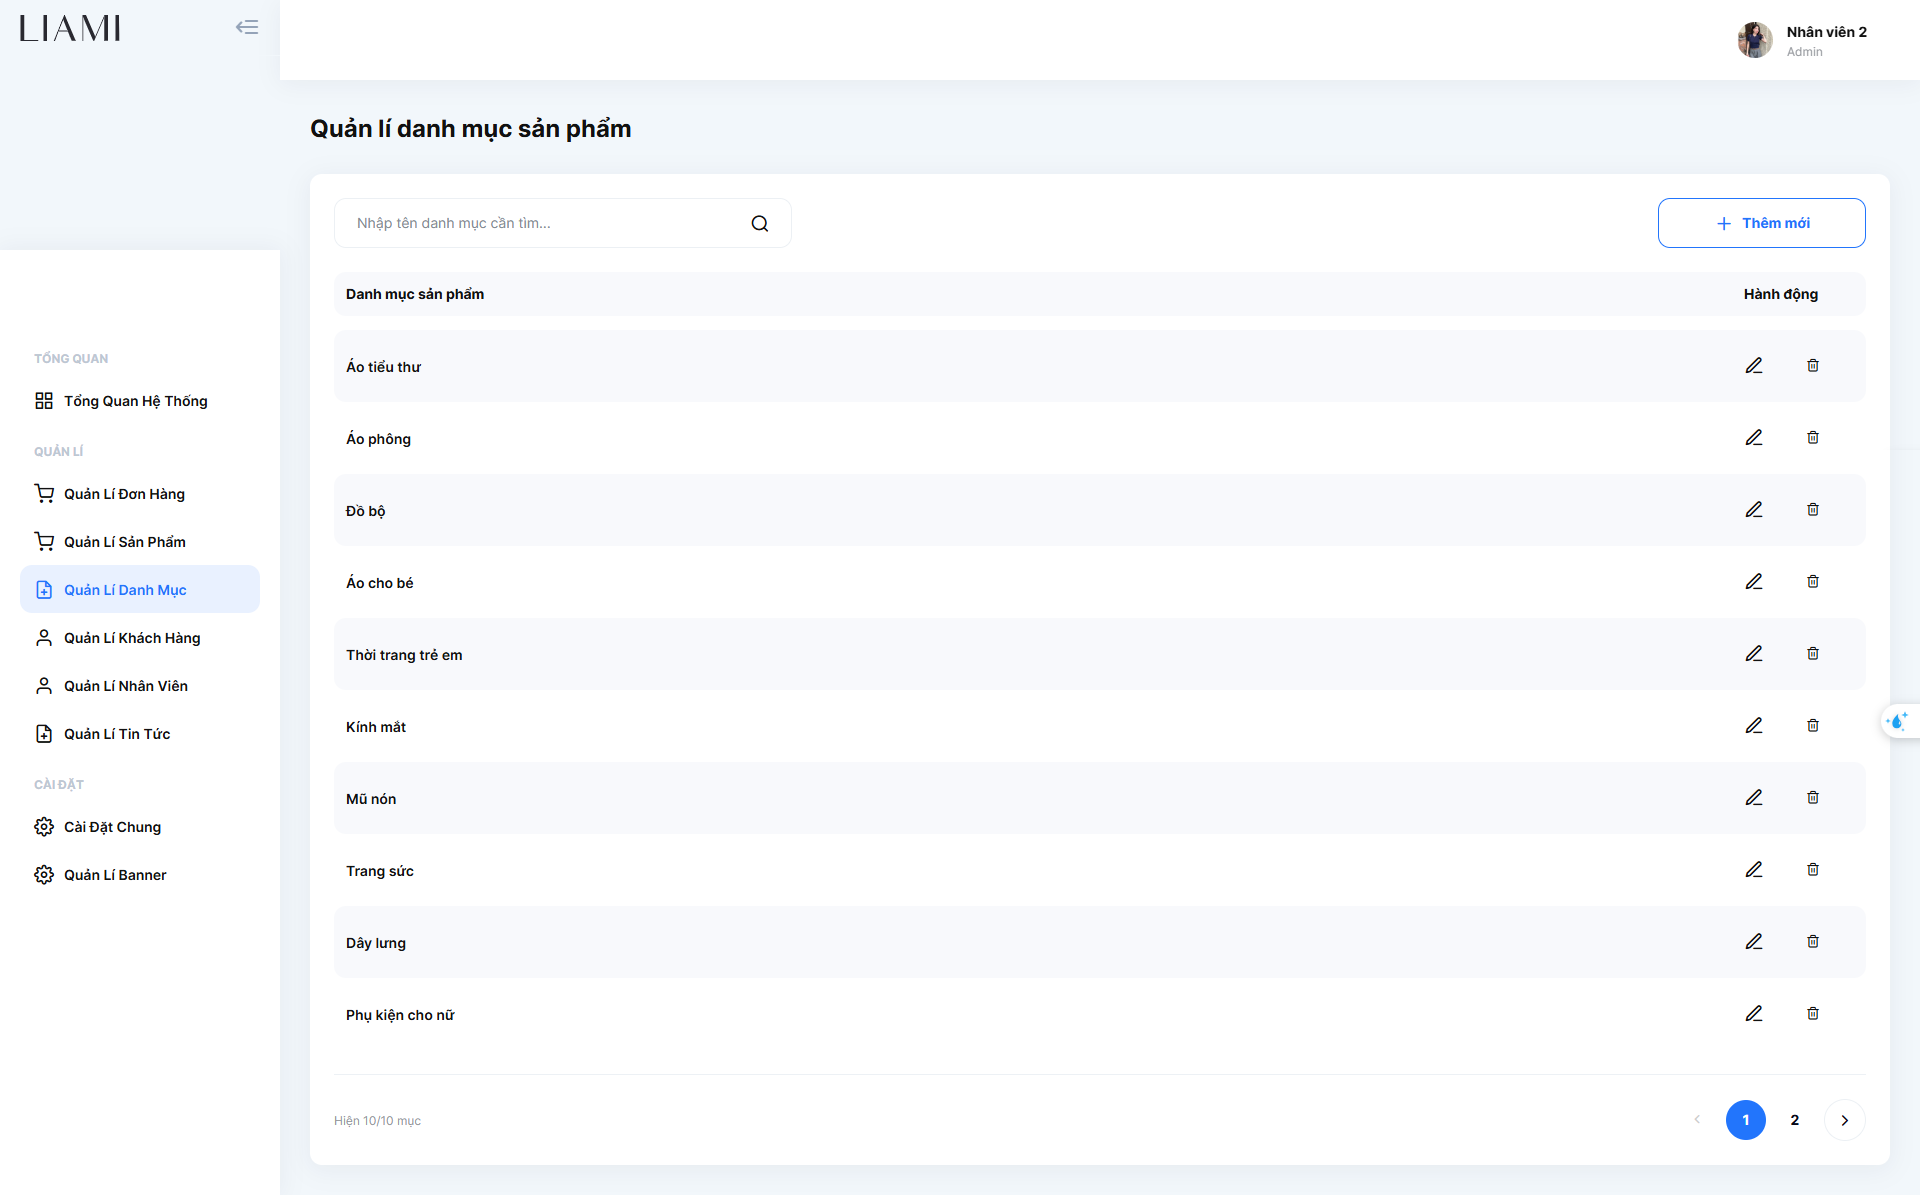 LIAMI
Nhân viên 2
Admin
Quản lí danh mục sản phẩm
Nhập tên danh mục cần tìm...
Thêm mới
Danh mục sản phẩm
Hành động
Áo tiểu thư
Áo phông
Đồ bộ
Áo cho bé
Thời trang trẻ em
Kính mắt
Mũ nón
Trang sức
Dây lưng
Phụ kiện cho nữ
Hiện 10/10 mục
1
2
TỔNG QUAN
Tổng Quan Hệ Thống
QUẢN LÍ
Quản Lí Đơn Hàng
Quản Lí Sản Phẩm
Quản Lí Danh Mục
Quản Lí Khách Hàng
Quản Lí Nhân Viên
Quản Lí Tin Tức
CÀI ĐẶT
Cài Đặt Chung
Quản Lí Banner